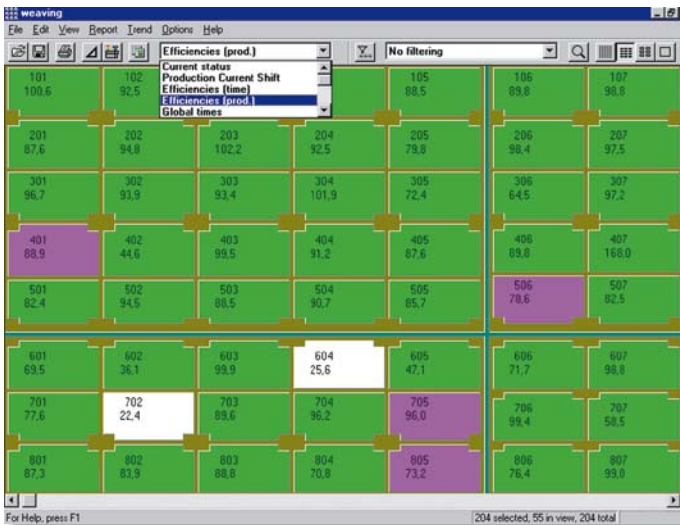 weaving
File Edit View Report Trend Options Help
Efficiencies (prod.) No filtering
Current status
Production Current Shift
Efficiencies (time)
Efficiencies (prod.)
Global times
101 102 105 106 107
100,6 92,5 88,5 89,8 98,8
201 202 203 204 205 206 207
87,6 94,8 102,2 92,5 79,8 98,4 97,5
301 302 303 304 305 306 307
96,7 93,9 93,4 101,9 72,4 64,5 97,2
401 402 403 404 405 406 407
88,9 44,6 99,5 91,2 87,6 89,8 168,0
501 502 503 504 505 506 507
82,4 94,5 88,5 90,7 85,7 78,6 82,5
601 602 603 604 605 606 607
69,5 36,1 99,9 25,6 47,1 71,7 98,8
701 702 703 704 705 706 707
77,6 22,4 89,6 96,2 96,0 99,4 58,5
801 802 803 804 805 806 807
87,3 83,9 88,8 70,8 73,2 76,4 99,0
For Help, press F1 204 selected, 55 in view, 204 total